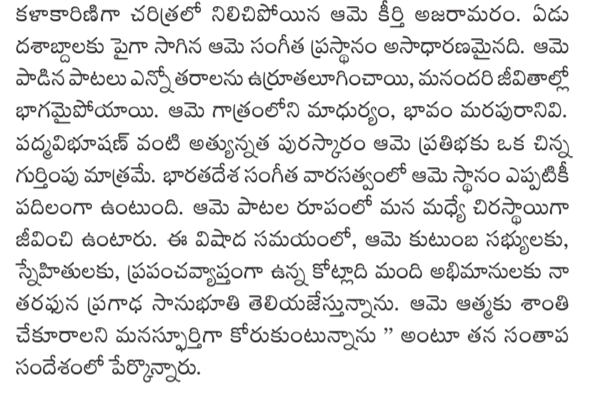 కళాకారిణిగా చరిత్రలో నిలిచిపోయిన ఆమె కీర్తి అజరామరం. ఏడు
దశాబ్దాలకు పైగా సాగిన ఆమె సంగీత ప్రస్థానం అసాధారణమైనది. ఆమె
పాడిన పాటలు ఎన్నో తరాలను ఉర్రూతలూగించాయి, మనందరి జీవితాల్లో
భాగమైపోయాయి. ఆమె గాత్రంలోని మాధుర్యం, భావం మరపురానివి.
పద్మవిభూషణ్ వంటి అత్యున్నత పురస్కారం ఆమె ప్రతిభకు ఒక చిన్న
గుర్తింపు మాత్రమే. భారతదేశ సంగీత వారసత్వంలో ఆమె స్థానం ఎప్పటికీ
పదిలంగా ఉంటుంది. ఆమె పాటల రూపంలో మన మధ్యే చిరస్థాయిగా
జీవించి ఉంటారు. ఈ విషాద సమయంలో, ఆమె కుటుంబ సభ్యులకు,
స్నేహితులకు, ప్రపంచవ్యాప్తంగా ఉన్న కోట్లాది మంది అభిమానులకు నా
తరఫున ప్రగాఢ సానుభూతి తెలియజేస్తున్నాను. ఆమె ఆత్మకు శాంతి
చేకూరాలని మనస్ఫూర్తిగా కోరుకుంటున్నాను ” అంటూ తన సంతాప
సందేశంలో పేర్కొన్నారు.